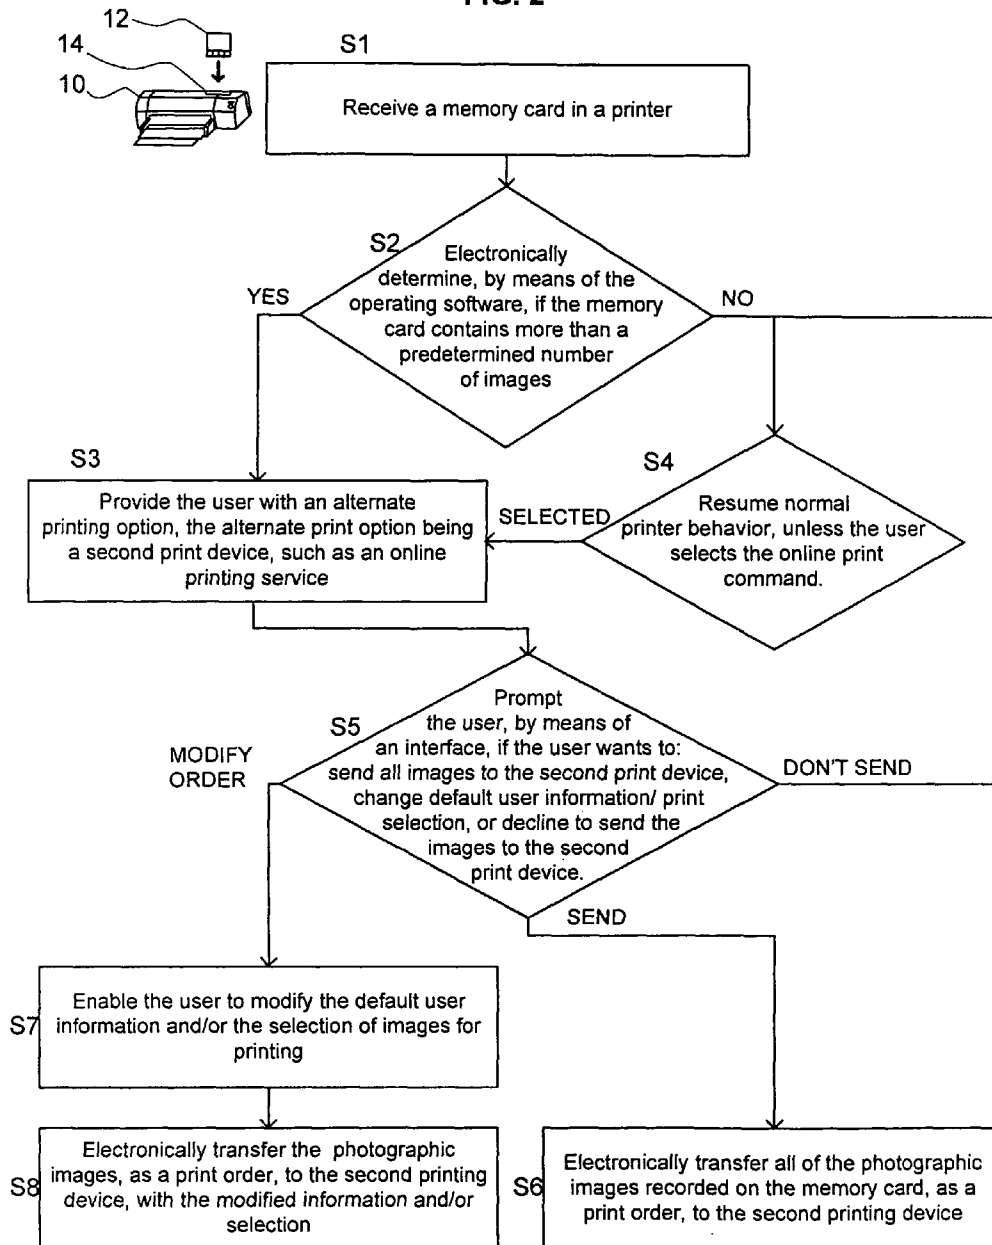 FIG. 2
12
14
10
S1
Receive a memory card in a printer
S2
Electronically
determine, by means of the
operating software, if the memory
card contains more than a
predetermined number
of images
YES
NO
S3
Provide the user with an alternate
printing option, the alternate print option being
a second print device, such as an online
printing service
SELECTED
S4
Resume normal
printer behavior, unless the user
selects the online print
command.
S5
Prompt
the user, by means of
an interface, if the user wants to:
send all images to the second print device,
change default user information/ print
selection, or decline to send the
images to the second
print device.
MODIFY
ORDER
DON'T SEND
SEND
S7
Enable the user to modify the default user
information and/or the selection of images for
printing
S8
Electronically transfer the photographic
images, as a print order, to the second printing
device, with the modified information and/or
selection
S6
Electronically transfer all of the photographic
images recorded on the memory card, as a
print order, to the second printing device